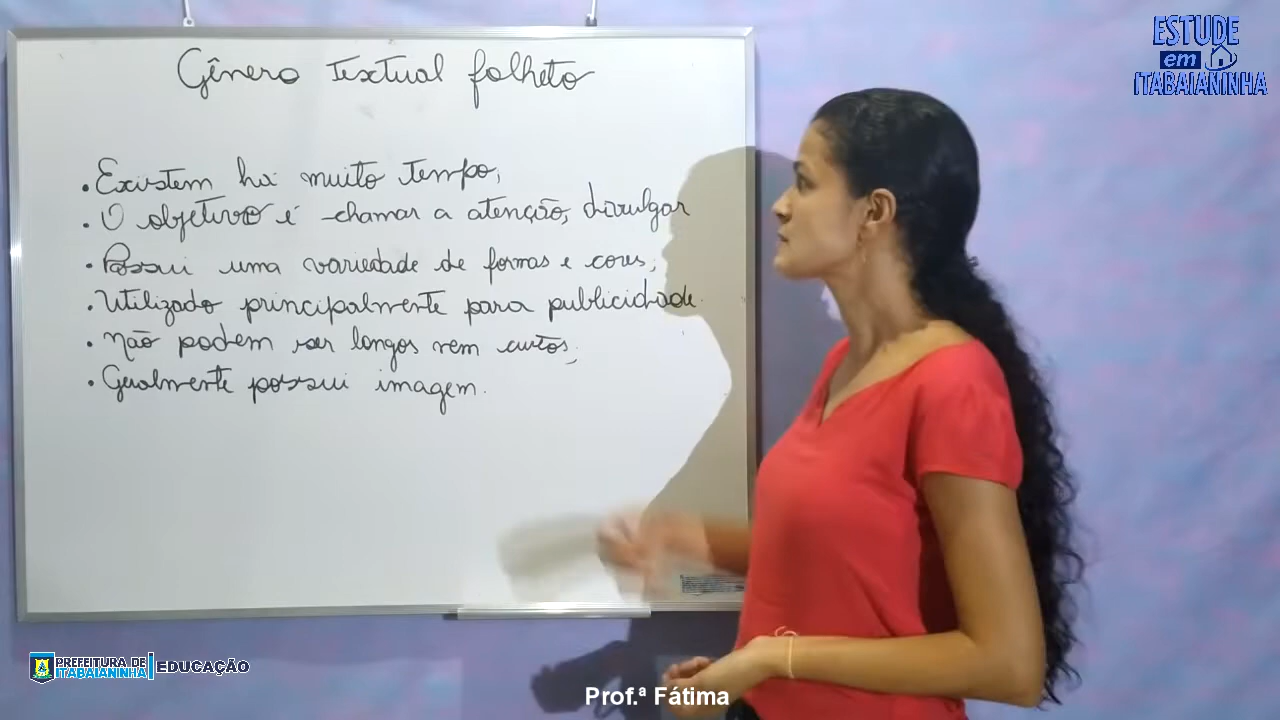 ESTUDE
em
ITABAIANINHA
Gênero textual folheto
• Existem há muito tempo,
• O objetivo é chamar a atenção, divulgar
• Possui uma variedade de formas e cores;
• Utilizado principalmente para publicidade.
• Não podem ser longos nem curtos;
• Geralmente possui imagem.
PREFEITURA DE
ITABAIANINHA
EDUCAÇÃO
Prof.ª Fátima